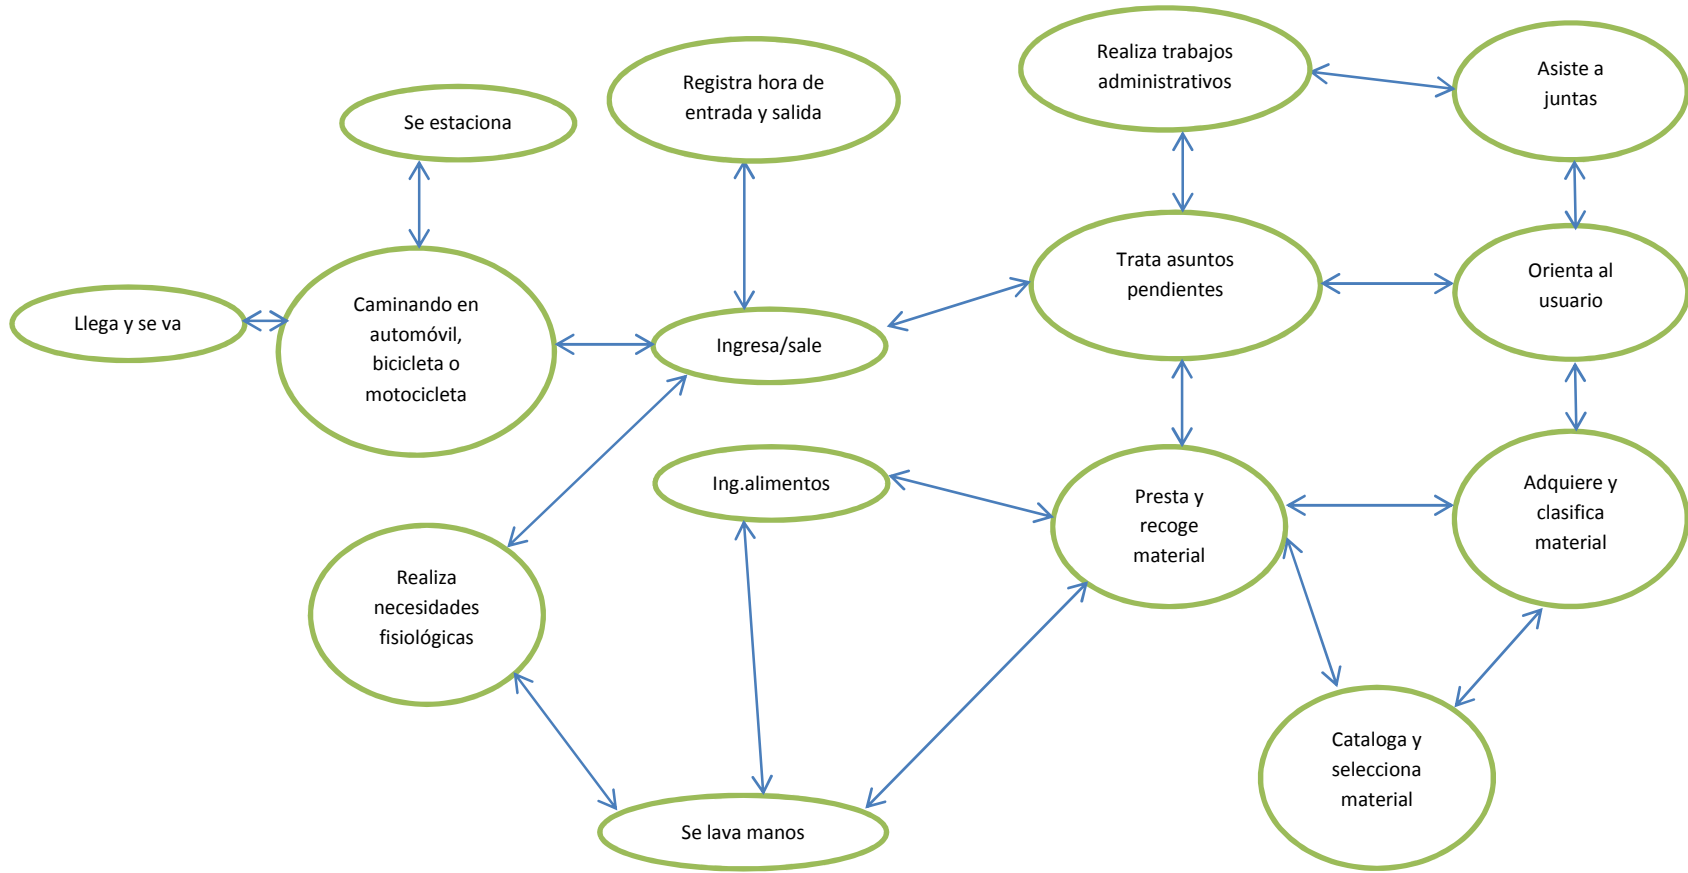 Realiza trabajos
administrativos
Asiste a
juntas
Registra hora de
entrada y salida
Se estaciona
Trata asuntos
pendientes
Orienta al
usuario
Llega y se va
Caminando en
automóvil,
bicicleta o
motocicleta
Ingresa/sale
Ing.alimentos
Presta y
recoge
material
Adquiere y
clasifica
material
Realiza
necesidades
fisiológicas
Cataloga y
selecciona
material
Se lava manos